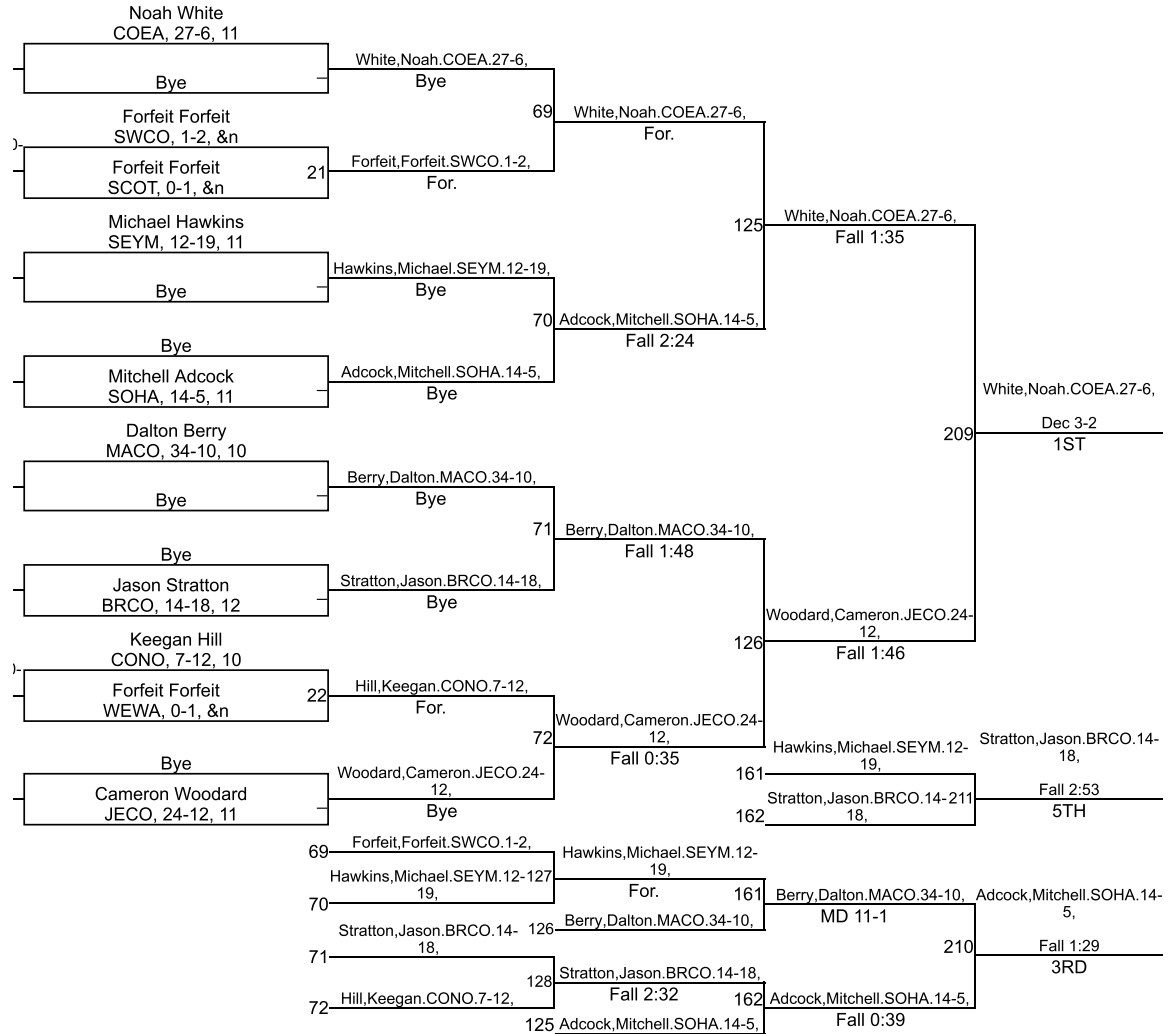 Noah White
COEA, 27-6, 11
Bye
White,Noah.COEA.27-6,
Bye
Forfeit Forfeit
SWCO, 1-2, &n
Forfeit Forfeit
SCOT, 0-1, &n
21
Forfeit,Forfeit.SWCO.1-2,
For.
69
White,Noah.COEA.27-6,
For.
Michael Hawkins
SEYM, 12-19, 11
Bye
Hawkins,Michael.SEYM.12-19,
Bye
Bye
Mitchell Adcock
SOHA, 14-5, 11
Adcock,Mitchell.SOHA.14-5,
Bye
70
Adcock,Mitchell.SOHA.14-5,
Fall 2:24
125
White,Noah.COEA.27-6,
Fall 1:35
Dalton Berry
MACO, 34-10, 10
Bye
Berry,Dalton.MACO.34-10,
Bye
Bye
Jason Stratton
BRCO, 14-18, 12
Stratton,Jason.BRCO.14-18,
Bye
71
Berry,Dalton.MACO.34-10,
Fall 1:48
Keegan Hill
CONO, 7-12, 10
Forfeit Forfeit
WEWA, 0-1, &n
22
Hill,Keegan.CONO.7-12,
For.
Bye
Cameron Woodard
JECO, 24-12, 11
Woodard,Cameron.JECO.24-
12,
Bye
72
Woodard,Cameron.JECO.24-
12,
Fall 0:35
126
Woodard,Cameron.JECO.24-
12,
Fall 1:46
209
White,Noah.COEA.27-6,
Dec 3-2
1ST
161
Hawkins,Michael.SEYM.12-
19,
162
Stratton,Jason.BRCO.14-
18,
211
Stratton,Jason.BRCO.14-
18,
Fall 2:53
5TH
69
Forfeit,Forfeit.SWCO.1-2,
70
Hawkins,Michael.SEYM.12-
19,
127
Hawkins,Michael.SEYM.12-
19,
For.
126
Berry,Dalton.MACO.34-10,
161
Berry,Dalton.MACO.34-10,
MD 11-1
71
Stratton,Jason.BRCO.14-
18,
72
Hill,Keegan.CONO.7-12,
128
Stratton,Jason.BRCO.14-18,
Fall 2:32
125
Adcock,Mitchell.SOHA.14-5,
162
Adcock,Mitchell.SOHA.14-5,
Fall 0:39
210
Adcock,Mitchell.SOHA.14-
5,
Fall 1:29
3RD